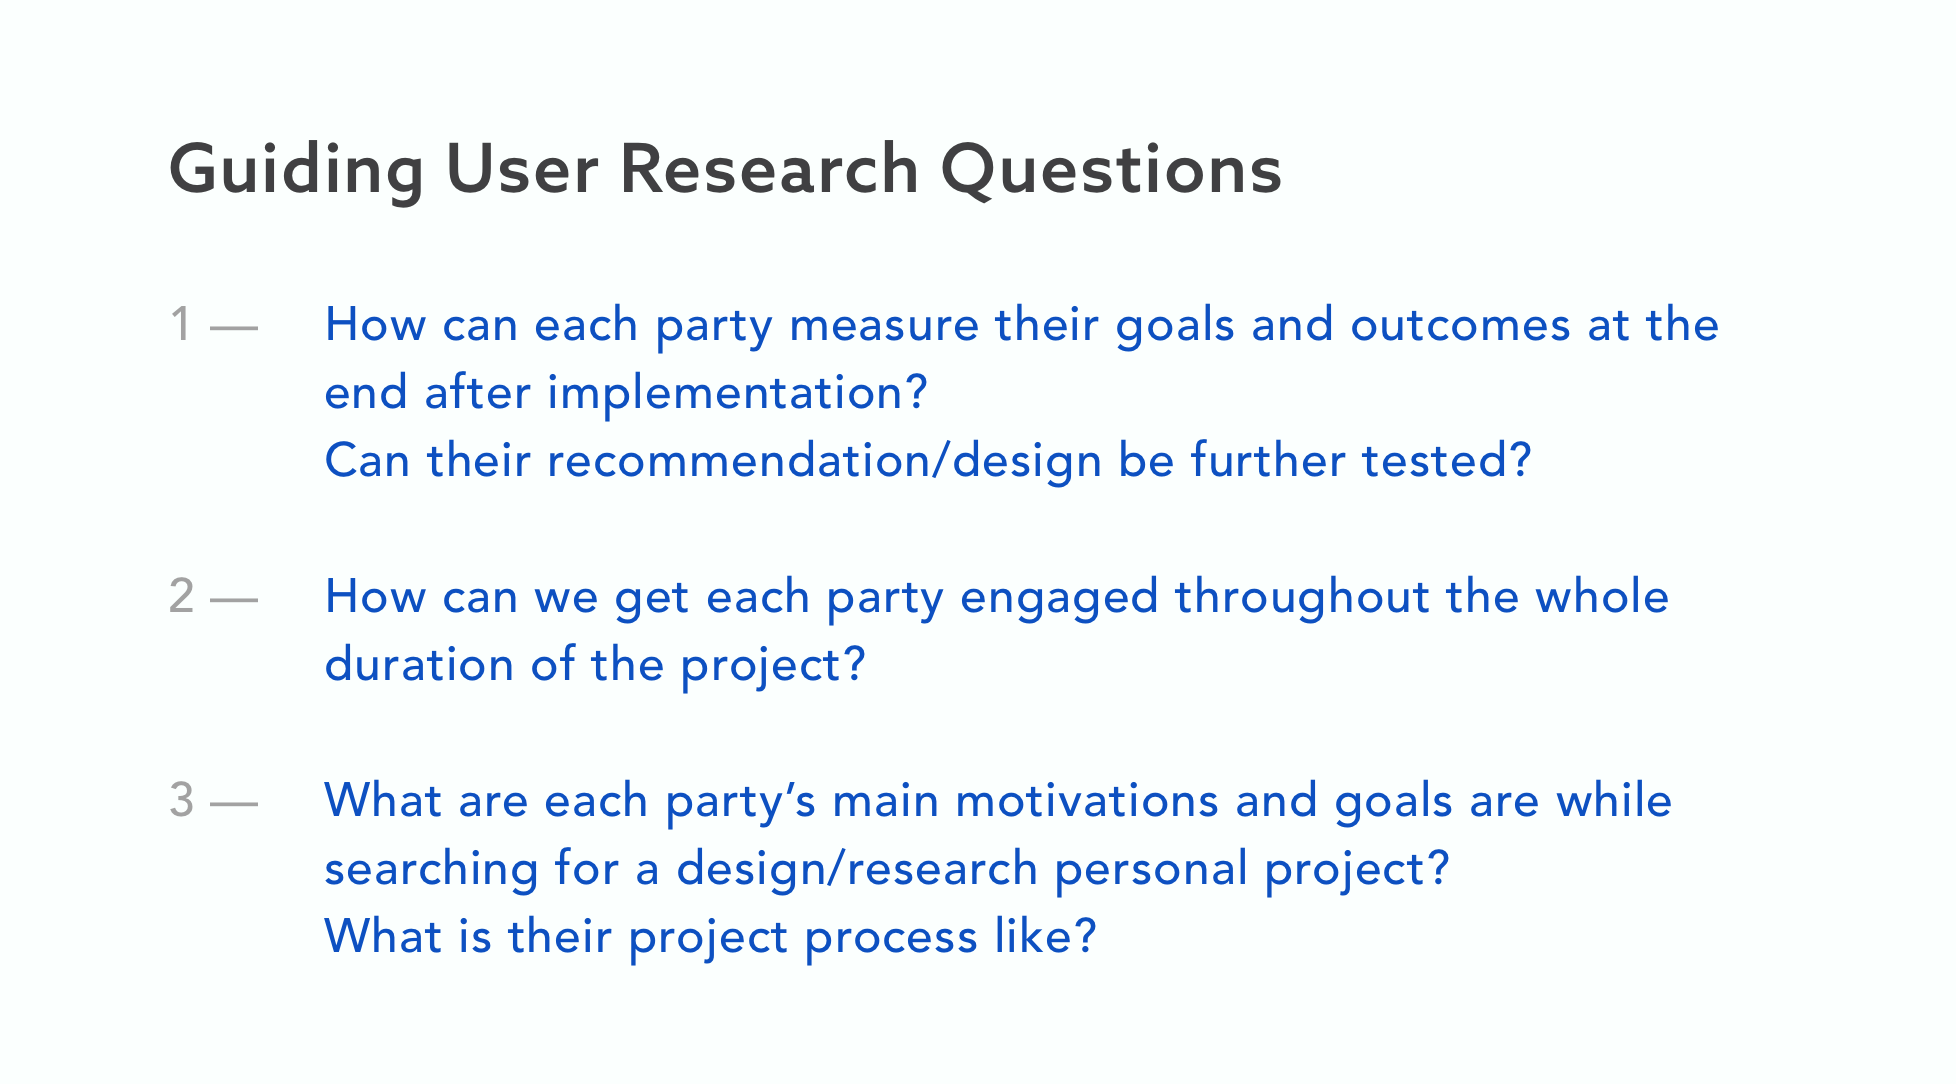 Guiding User Research Questions
1 — How can each party measure their goals and outcomes at the
end after implementation?
Can their recommendation/design be further tested?
2 — How can we get each party engaged throughout the whole
duration of the project?
3 — What are each party’s main motivations and goals are while
searching for a design/research personal project?
What is their project process like?